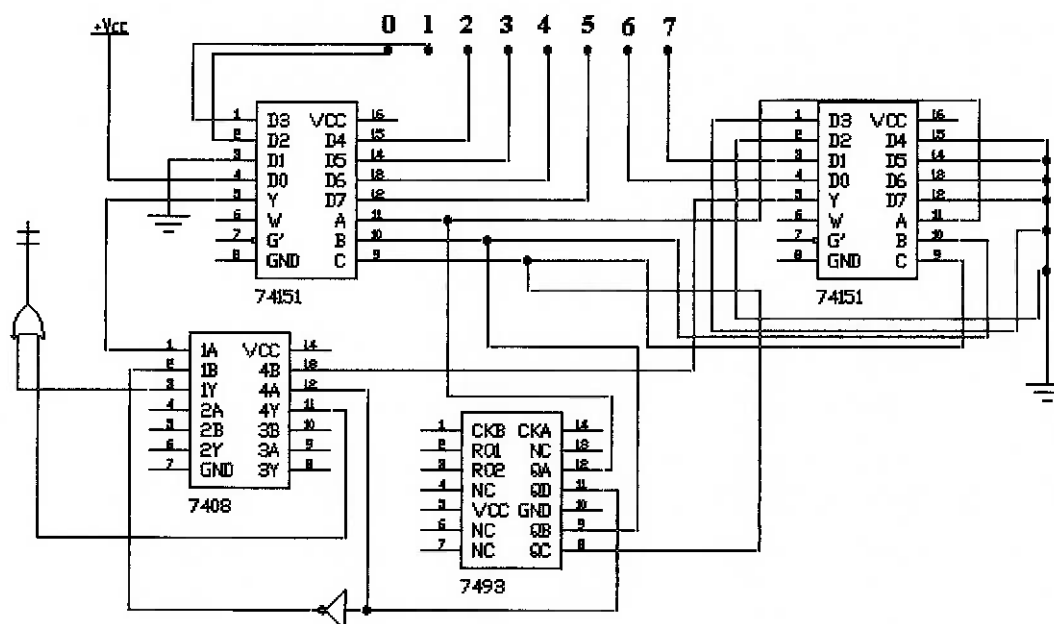 +Vcc
0 1 2 3 4 5 6 7
1 D3 VCC 16
2 D2 D4 15
3 D1 D5 14
4 D0 D6 13
5 Y D7 12
6 W A 11
7 G' B 10
8 GND C 9
74151
1 D3 VCC 16
2 D2 D4 15
3 D1 D5 14
4 D0 D6 13
5 Y D7 12
6 W A 11
7 G' B 10
8 GND C 9
74151
1 1A VCC 14
2 1B 4B 13
3 1Y 4A 12
4 2A 4Y 11
5 2B 3B 10
6 2Y 3A 9
7 GND 3Y 8
7408
1 CKB CKA 14
2 RO1 NC 13
3 RO2 QA 12
4 NC QD 11
5 VCC GND 10
6 NC QB 9
7 NC QC 8
7493